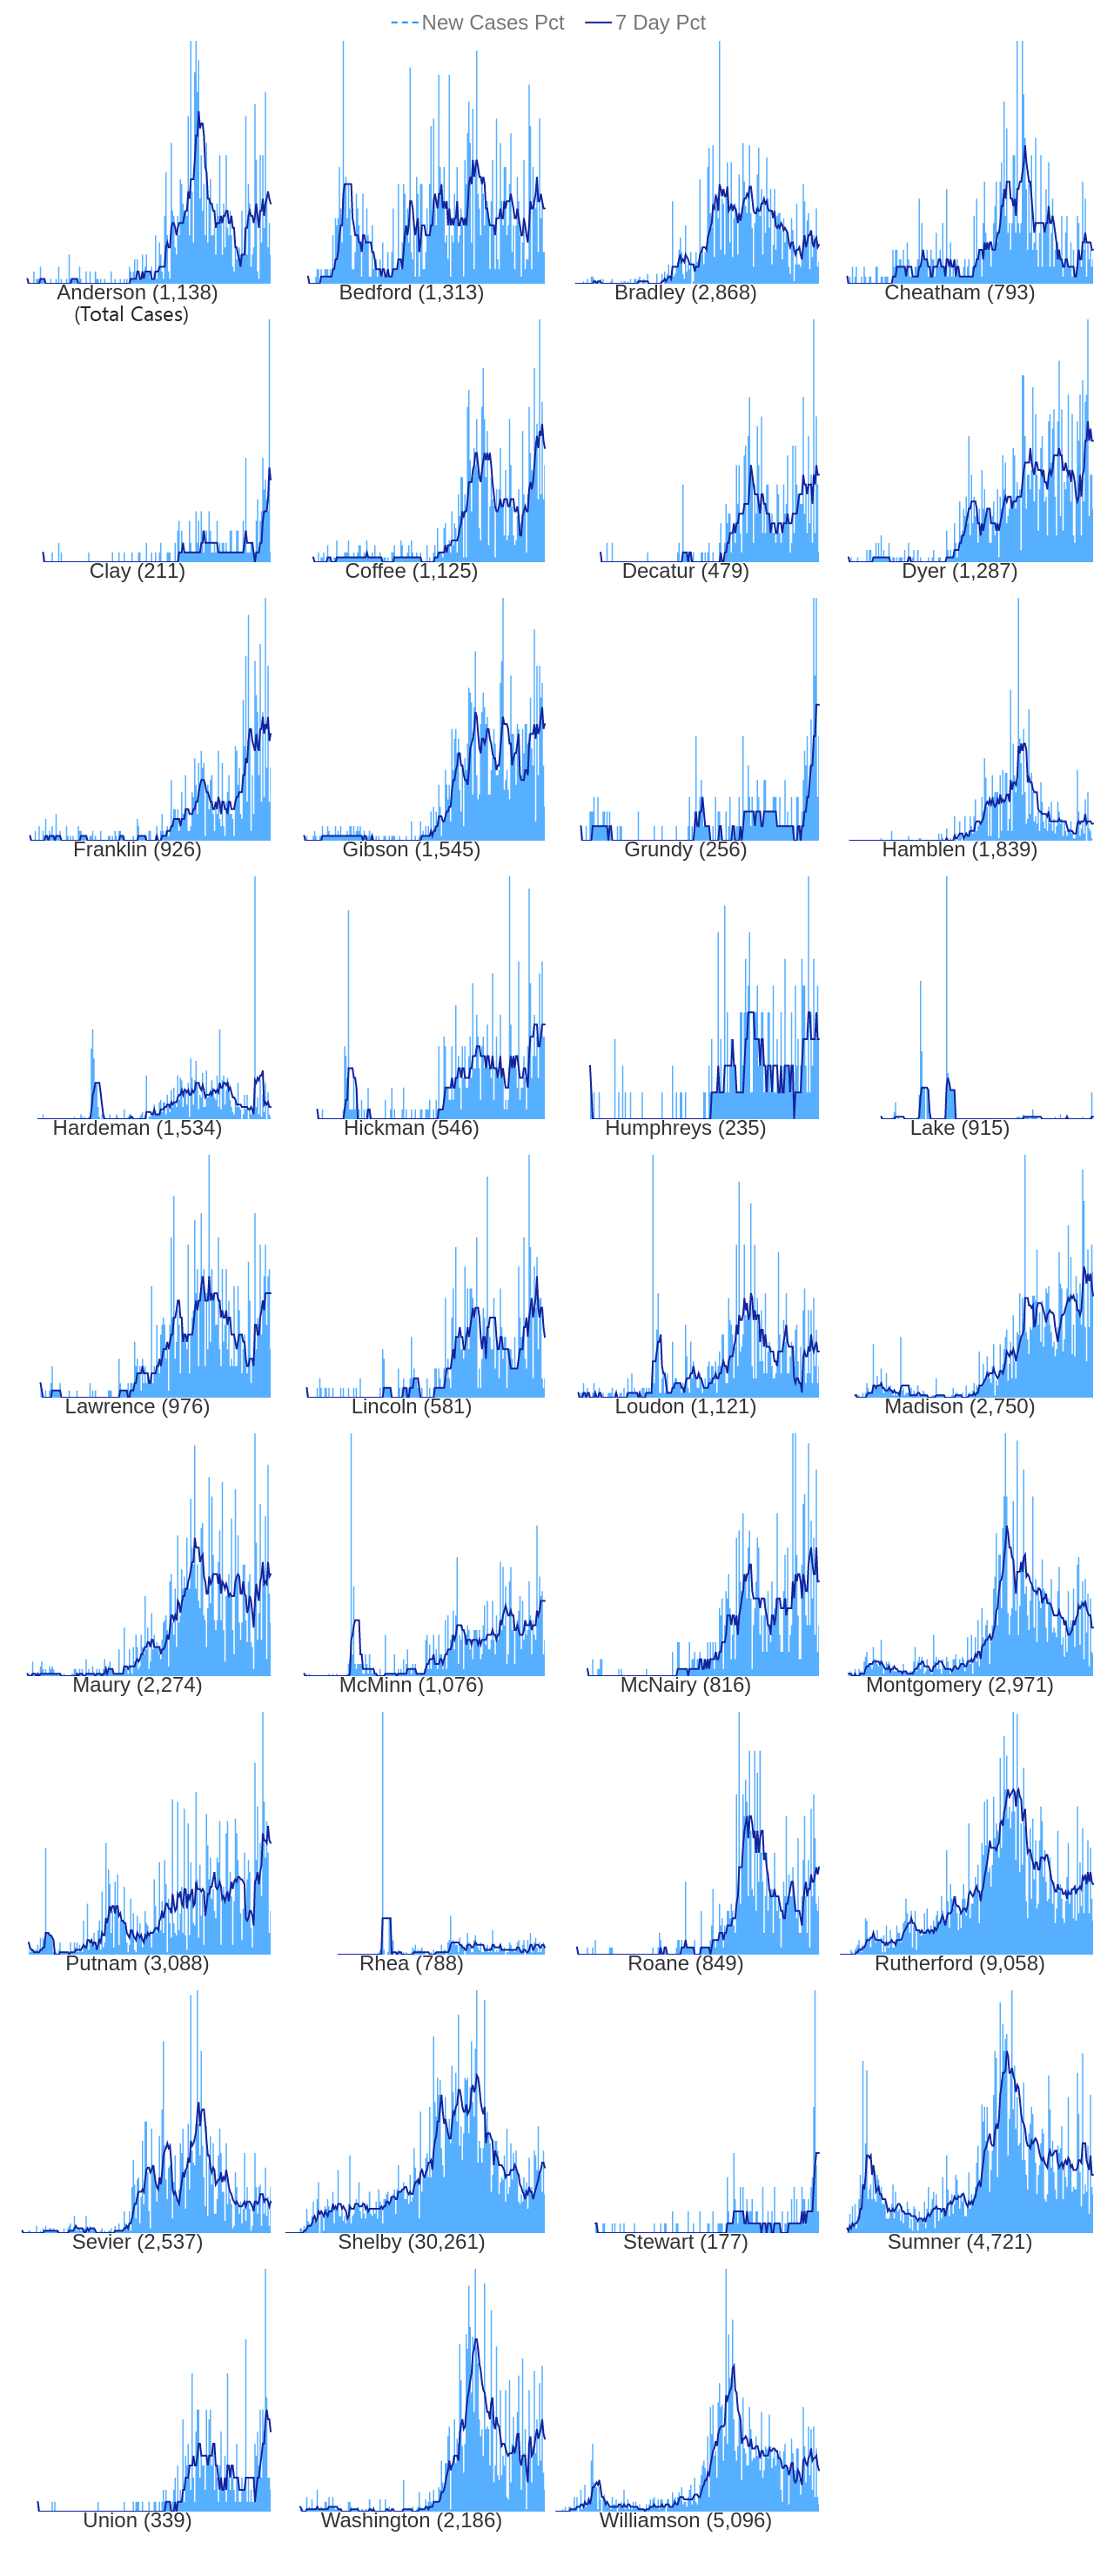 New Cases Pct 7 Day Pct
Anderson (1,138) Bedford (1,313) Bradley (2,868) Cheatham (793)
(Total Cases)
Clay (211) Coffee (1,125) Decatur (479) Dyer (1,287)
Franklin (926) Gibson (1,545) Grundy (256) Hamblen (1,839)
Hardeman (1,534) Hickman (546) Humphreys (235) Lake (915)
Lawrence (976) Lincoln (581) Loudon (1,121) Madison (2,750)
Maury (2,274) McMinn (1,076) McNairy (816) Montgomery (2,971)
Putnam (3,088) Rhea (788) Roane (849) Rutherford (9,058)
Sevier (2,537) Shelby (30,261) Stewart (177) Sumner (4,721)
Union (339) Washington (2,186) Williamson (5,096)